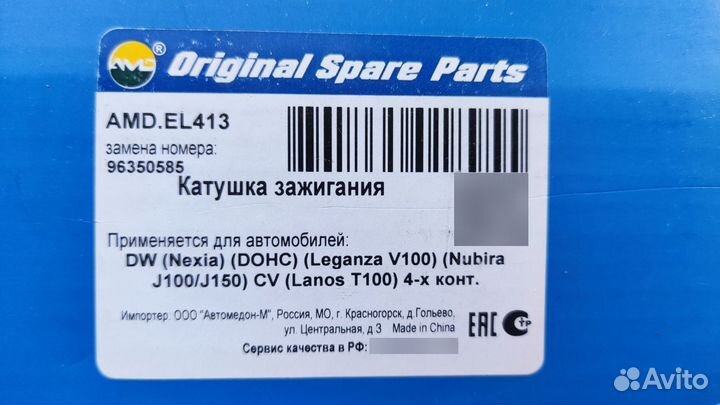 AMD ® Original Spare Parts
AMD.EL413
замена номера:
96350585
Катушка зажигания
Применяется для автомобилей:
DW (Nexia) (DOHC) (Leganza V100) (Nubira
J100/J150) CV (Lanos T100) 4-х конт.
Импортер: ООО "Автомедон-М", Россия, МО, г. Красногорск, д.Гольево,
ул. Центральная, д.3 Made in China
EAC
СТР
Сервис качества в РФ:
Avito